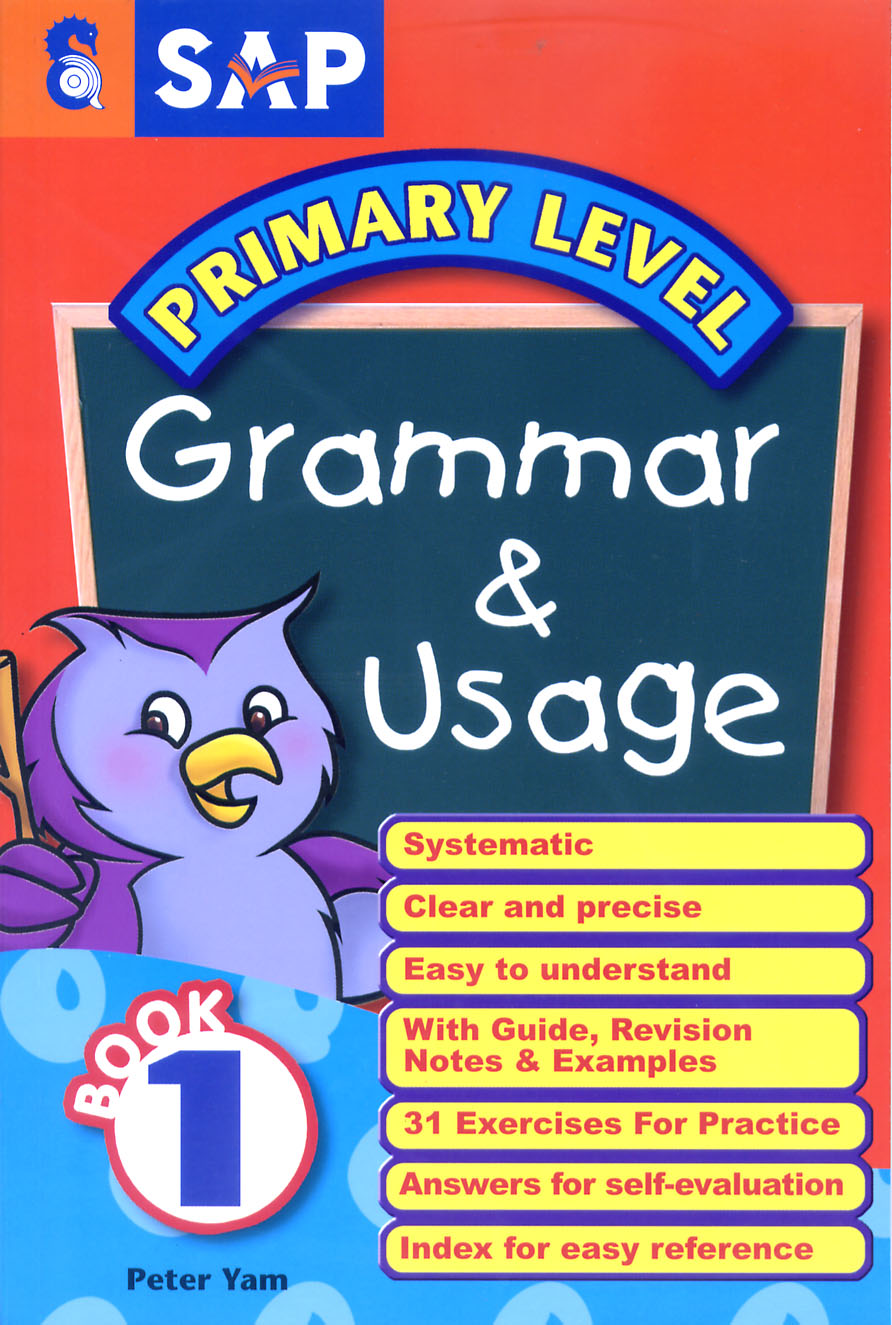 SAP
PRIMARY LEVEL
Grammar
&
Usage
Systematic
Clear and precise
Easy to understand
With Guide, Revision
Notes & Examples
31 Exercises For Practice
Answers for self-evaluation
Index for easy reference
BOOK
1
Peter Yam